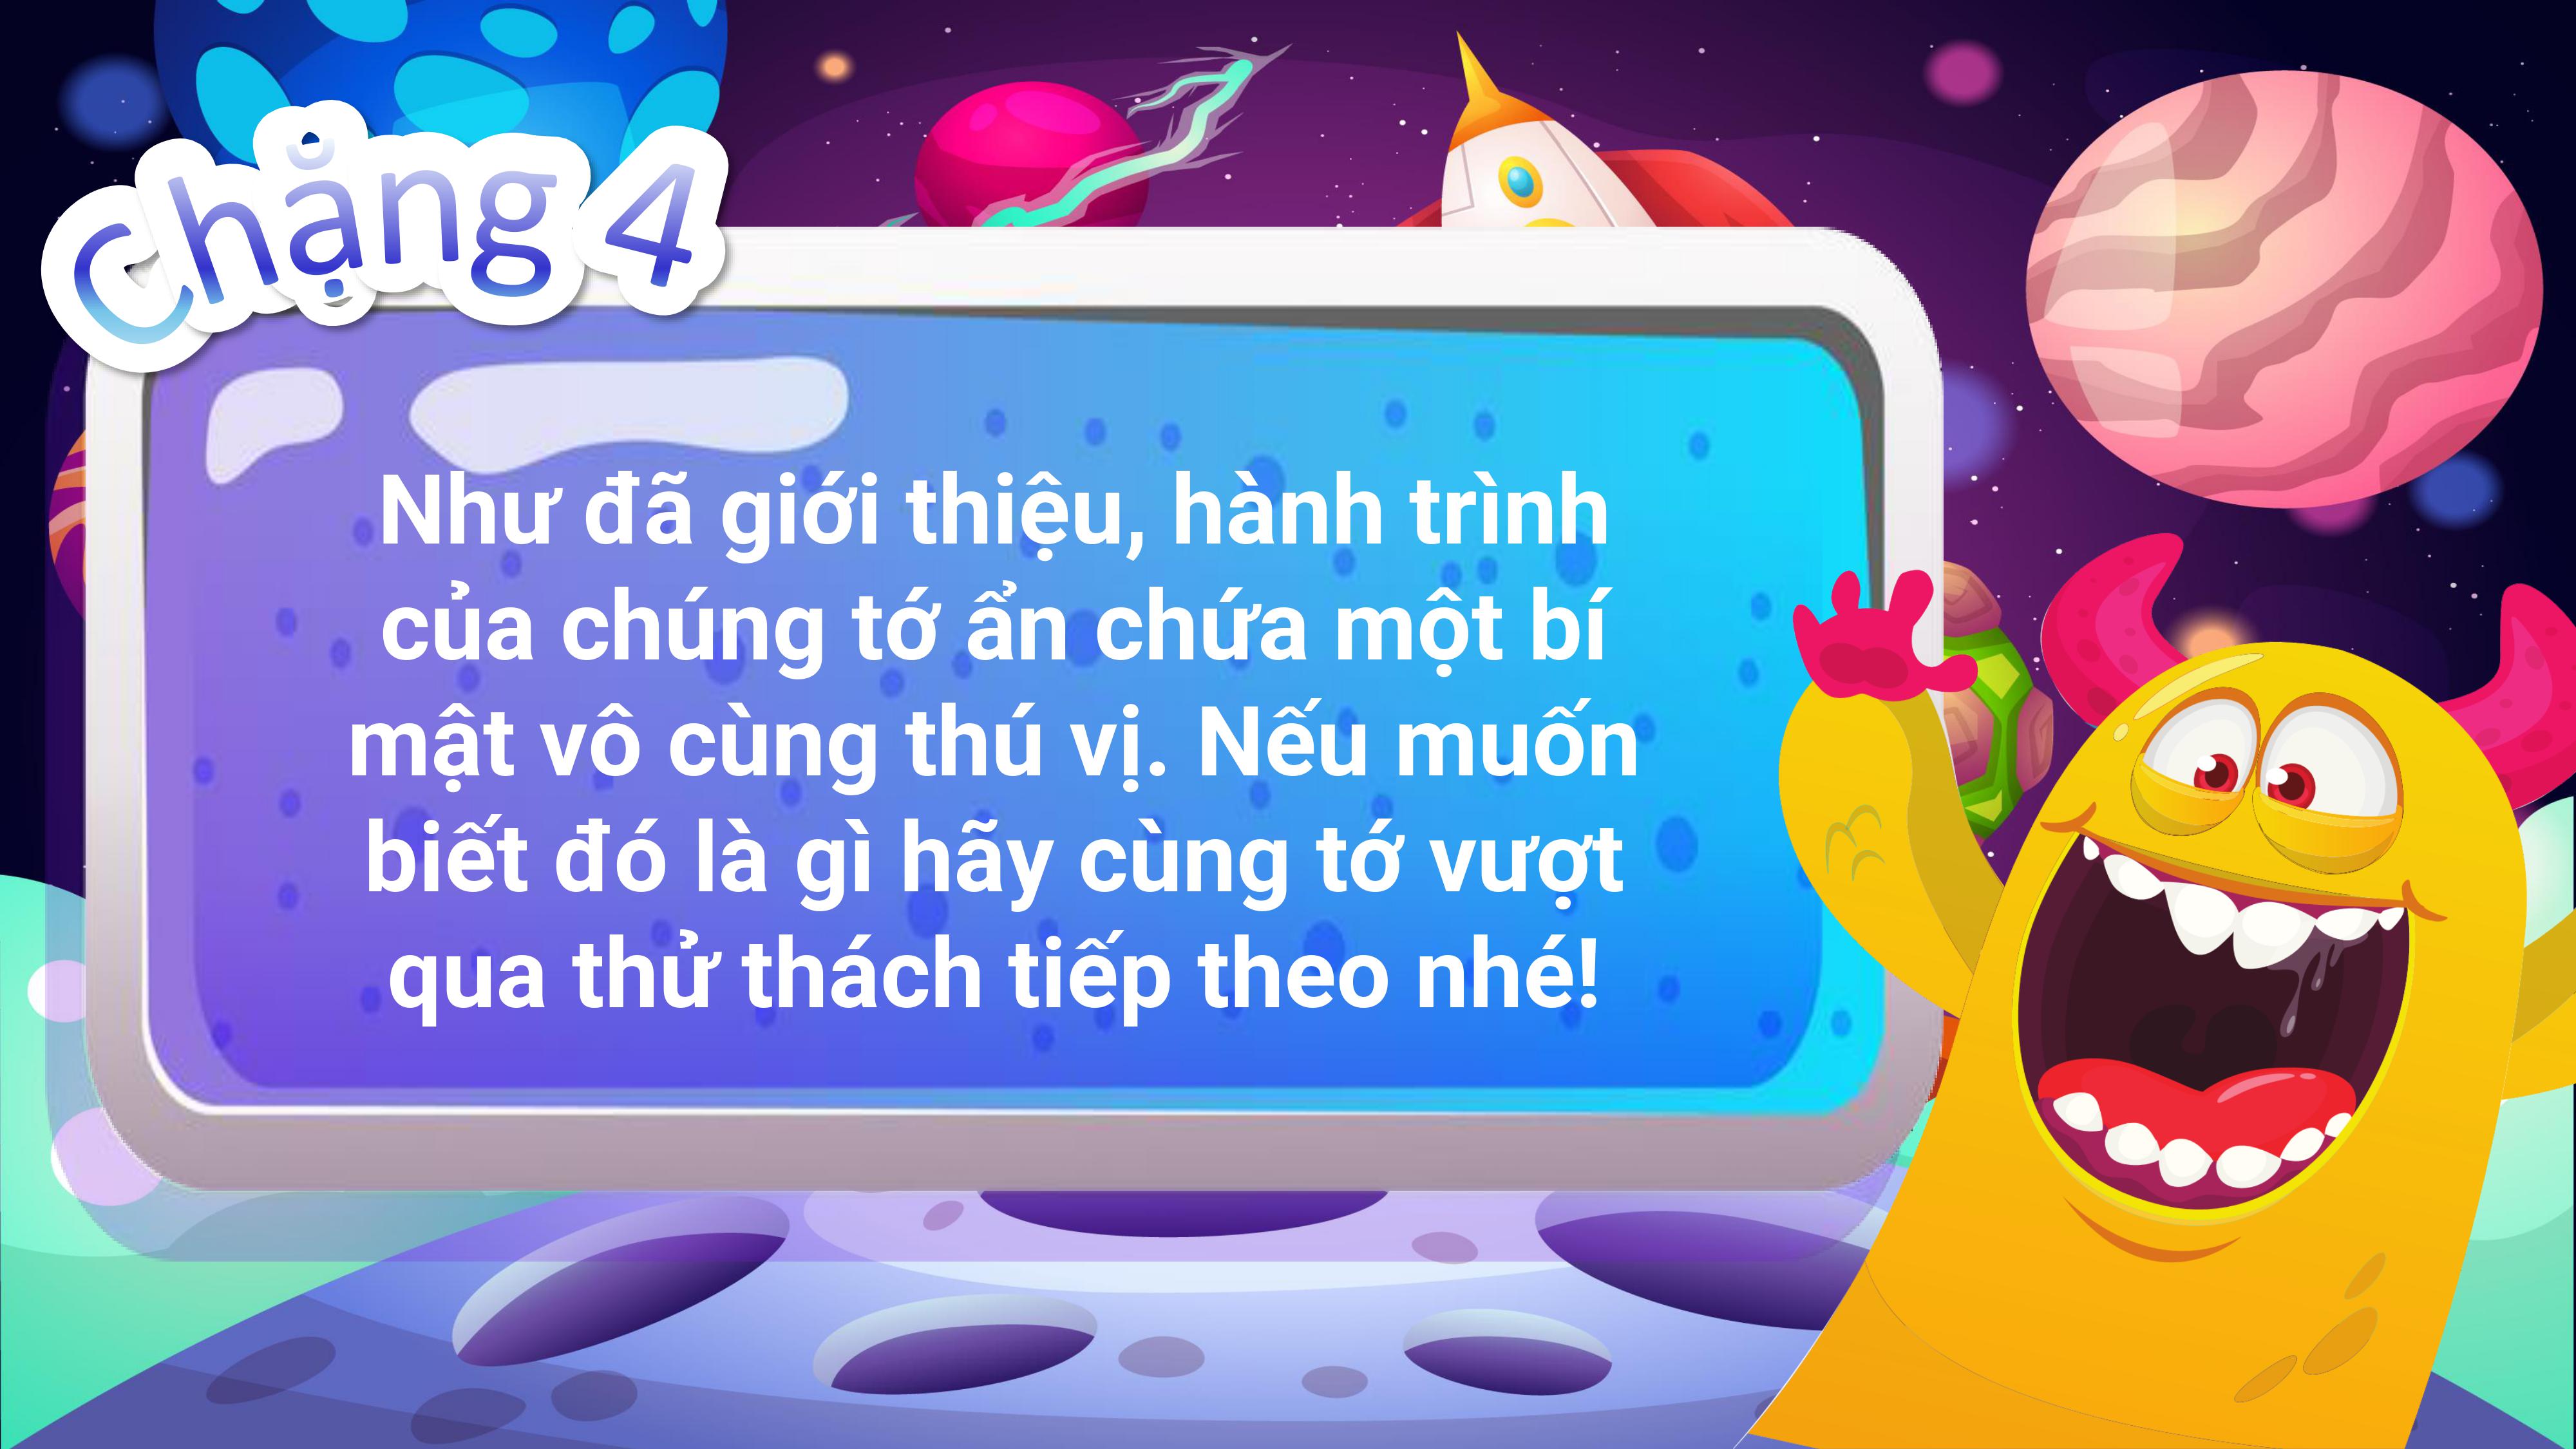 Chặng 4
Như đã giới thiệu, hành trình
của chúng tớ ẩn chứa một bí
mật vô cùng thú vị. Nếu muốn
biết đó là gì hãy cùng tớ vượt
qua thử thách tiếp theo nhé!